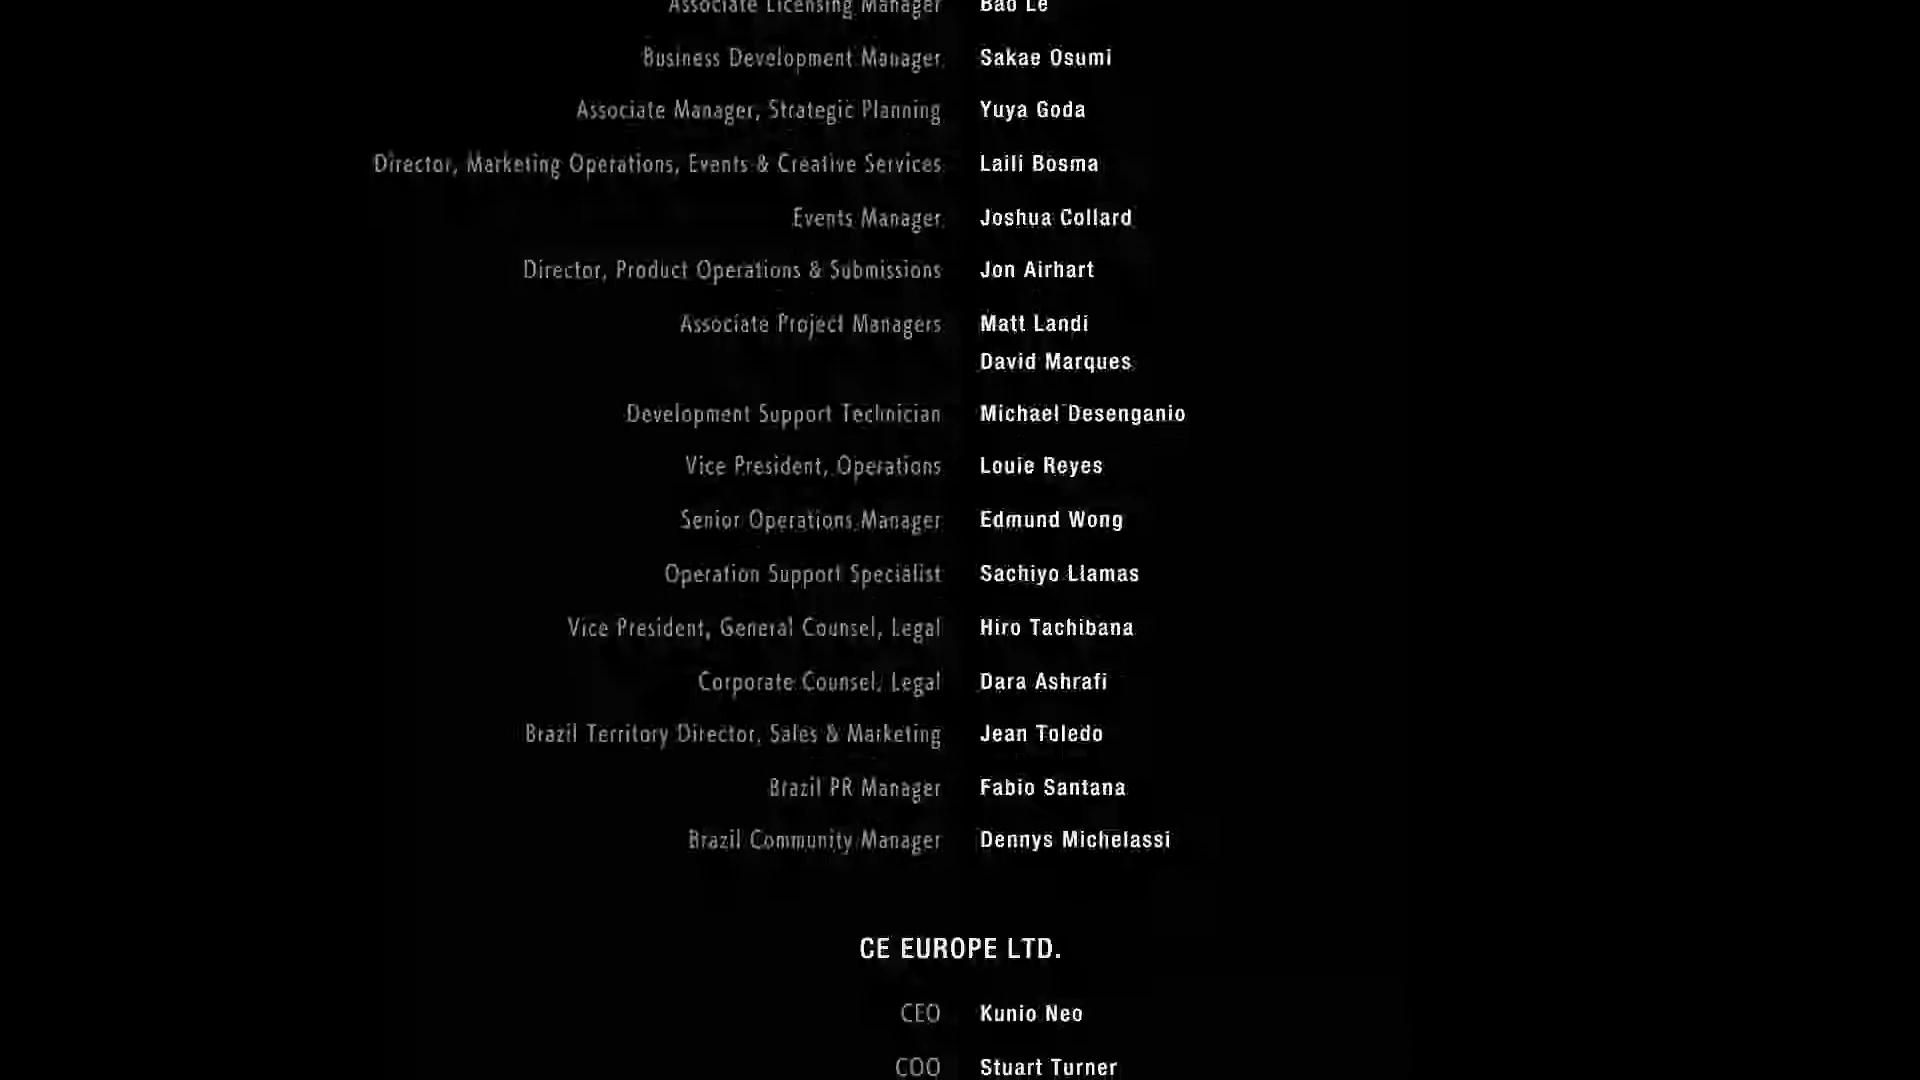 Associate Licensing Manager Bao Le
Business Development Manager Sakae Osumi
Associate Manager, Strategic Planning Yuya Goda
Director, Marketing Operations, Events & Creative Services Laili Bosma
Events Manager Joshua Collard
Director, Product Operations & Submissions Jon Airhart
Associate Project Managers Matt Landi
David Marques
Development Support Technician Michael Desenganio
Vice President, Operations Louie Reyes
Senior Operations Manager Edmund Wong
Operation Support Specialist Sachiyo Llamas
Vice President, General Counsel, Legal Hiro Tachibana
Corporate Counsel, Legal Dara Ashrafi
Brazil Territory Director, Sales & Marketing Jean Toledo
Brazil PR Manager Fabio Santana
Brazil Community Manager Dennys Michelassi
CE EUROPE LTD.
CEO Kunio Neo
COO Stuart Turner